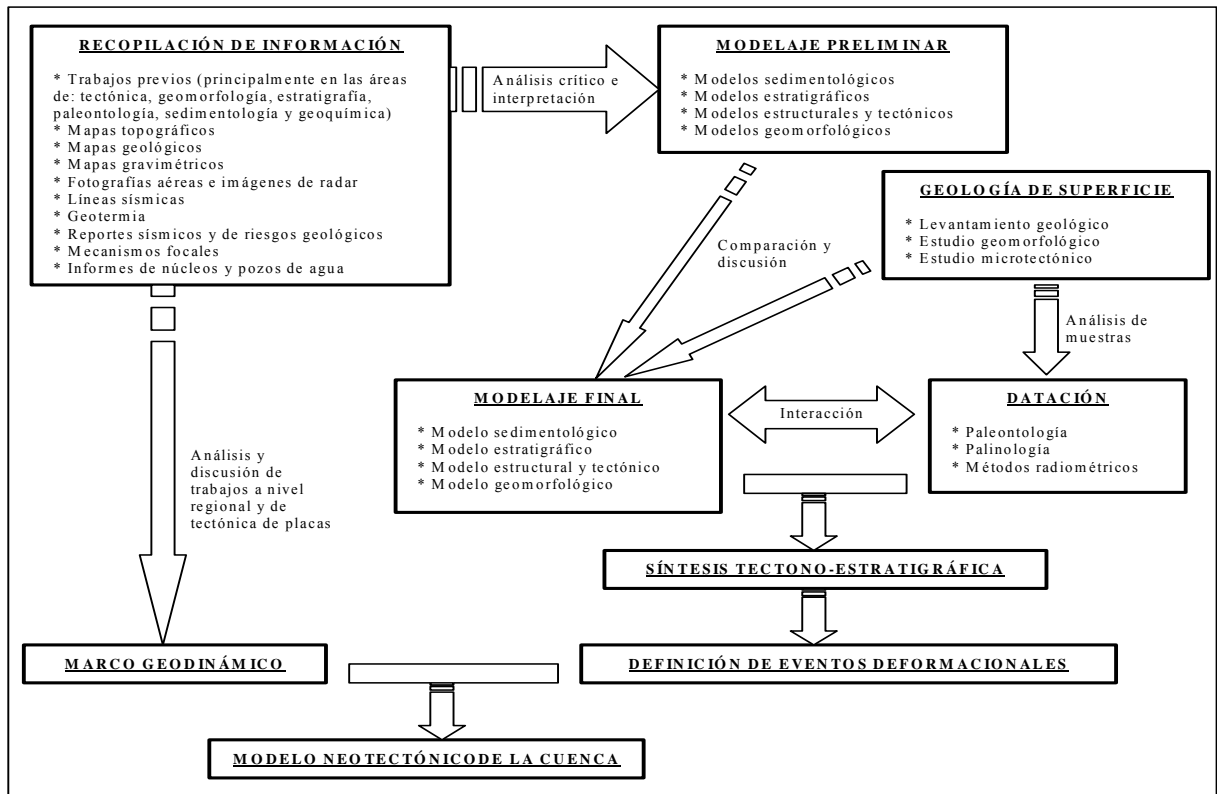 RECOPILACIÓN DE INFORMACIÓN
* Trabajos previos (principalmente en las áreas
de: tectónica, geomorfología, estratigrafía,
paleontología, sedimentología y geoquímica)
* Mapas topográficos
* Mapas geológicos
* Mapas gravimétricos
* Fotografías aéreas e imágenes de radar
* Líneas sísmicas
* Geotermia
* Reportes sísmicos y de riesgos geológicos
* Mecanismos focales
* Informes de núcleos y pozos de agua
Análisis crítico e
interpretación
MODELAJE PRELIMINAR
* Modelos sedimentológicos
* Modelos estratigráficos
* Modelos estructurales y tectónicos
* Modelos geomorfológicos
GEOLOGÍA DE SUPERFICIE
* Levantamiento geológico
* Estudio geomorfológico
* Estudio microtectónico
Comparación y
discusión
Análisis de
muestras
MODELAJE FINAL
* Modelo sedimentológico
* Modelo estratigráfico
* Modelo estructural y tectónico
* Modelo geomorfológico
Interacción
DATACIÓN
* Paleontología
* Palinología
* Métodos radiométricos
Análisis y
discusión de
trabajos a nivel
regional y de
tectónica de placas
SÍNTESIS TECTONO-ESTRATIGRÁFICA
MARCO GEODINÁMICO
DEFINICIÓN DE EVENTOS DEFORMACIONALES
MODELO NEOTECTÓNICODE LA CUENCA